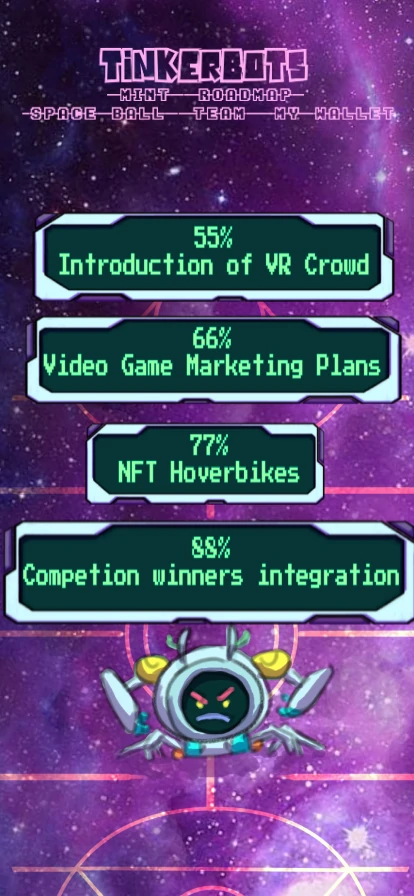 TINKERBOTS
MINT ROADMAP
SPACE BALL TEAM MY WALLET
55%
Introduction of VR Crowd
66%
Video Game Marketing Plans
77%
NFT Hoverbikes
88%
Competion winners integration